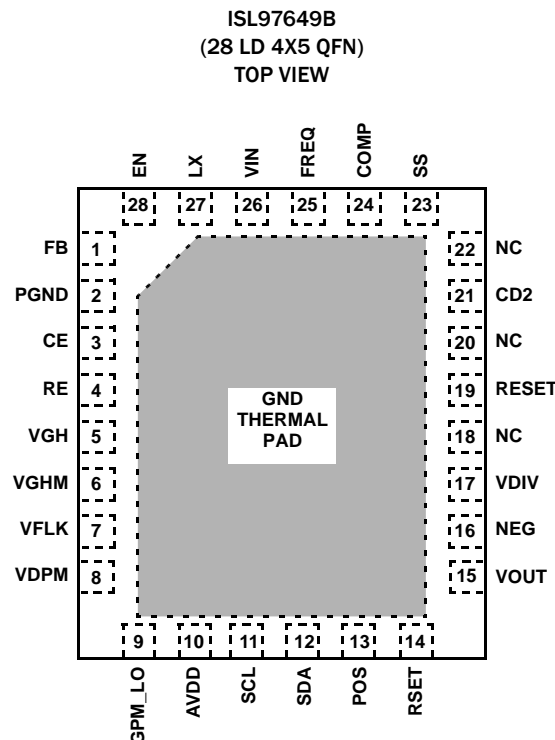 ISL97649B
(28 LD 4X5 QFN)
TOP VIEW
EN LX VIN FREQ COMP SS
28 27 26 25 24 23
FB 1
PGND 2
CE 3
RE 4
VGH 5
VGHM 6
VFLK 7
VDPM 8
GND
THERMAL
PAD
22 NC
21 CD2
20 NC
19 RESET
18 NC
17 VDIV
16 NEG
15 VOUT
9 10 11 12 13 14
GPM_LO AVDD SCL SDA POS RSET